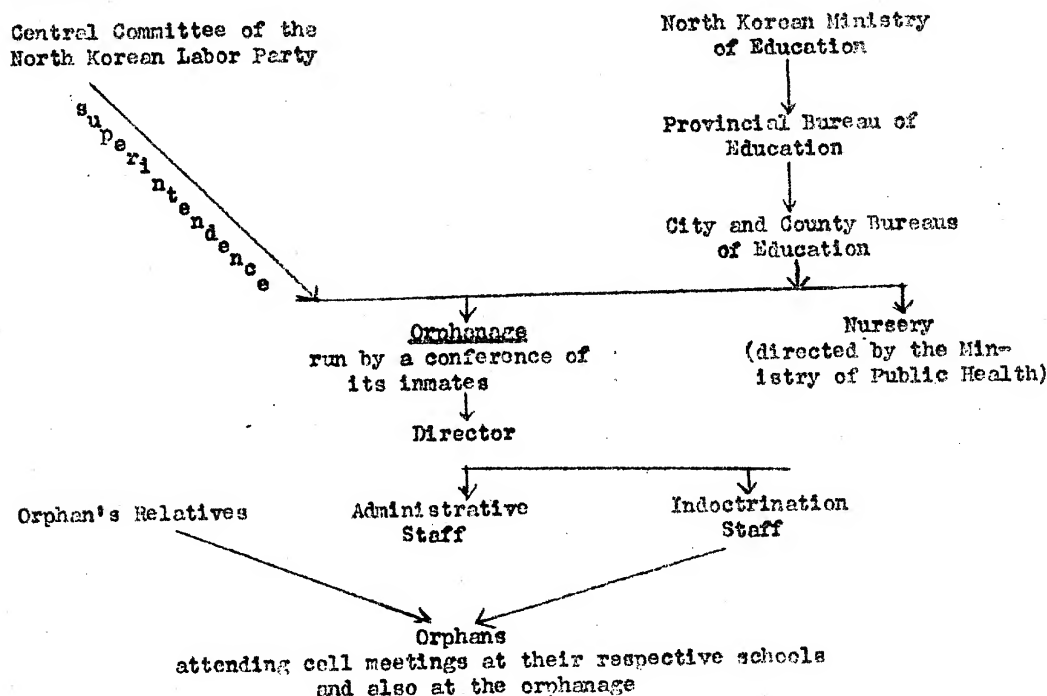 Central Committee of the
North Korean Labor Party
superintendence
North Korean Ministry
of Education
Provincial Bureau of
Education
City and County Bureaus
of Education
Orphanage
run by a conference of
its inmates
Nursery
(directed by the Min-
istry of Public Health)
Director
Orphan's Relatives
Administrative
Staff
Indoctrination
Staff
Orphans
attending cell meetings at their respective schools
and also at the orphanage